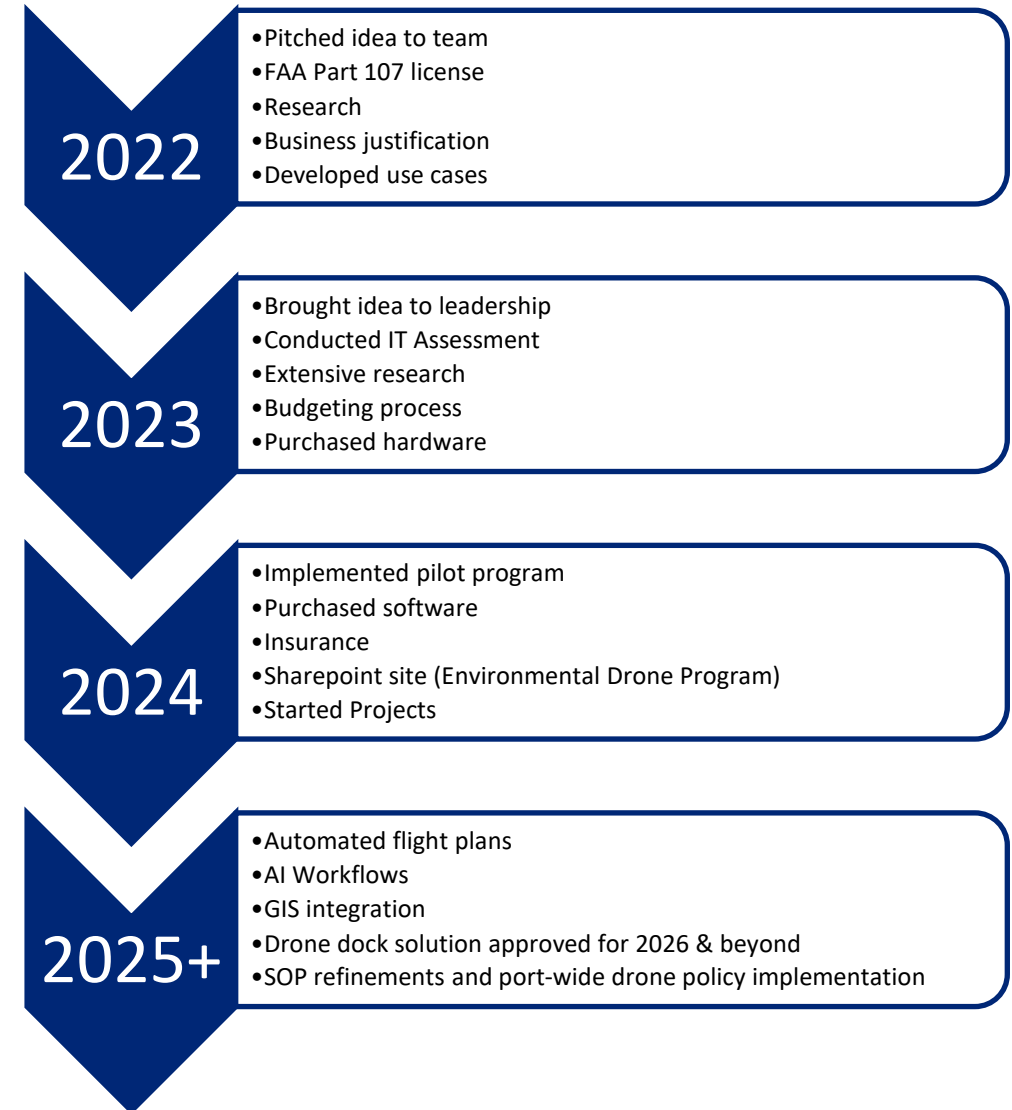 2022
•Pitched idea to team
•FAA Part 107 license
•Research
•Business justification
•Developed use cases
2023
•Brought idea to leadership
•Conducted IT Assessment
•Extensive research
•Budgeting process
•Purchased hardware
2024
•Implemented pilot program
•Purchased software
•Insurance
•Sharepoint site (Environmental Drone Program)
•Started Projects
2025+
•Automated flight plans
•AI Workflows
•GIS integration
•Drone dock solution approved for 2026 & beyond
•SOP refinements and port-wide drone policy implementation